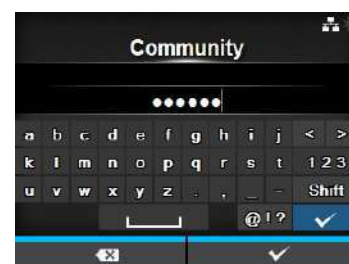 Community
••••••
a b c d e f g h i j < >
k l m n o p q r s t 123
u v w x y z . , _ - Shift
@!?